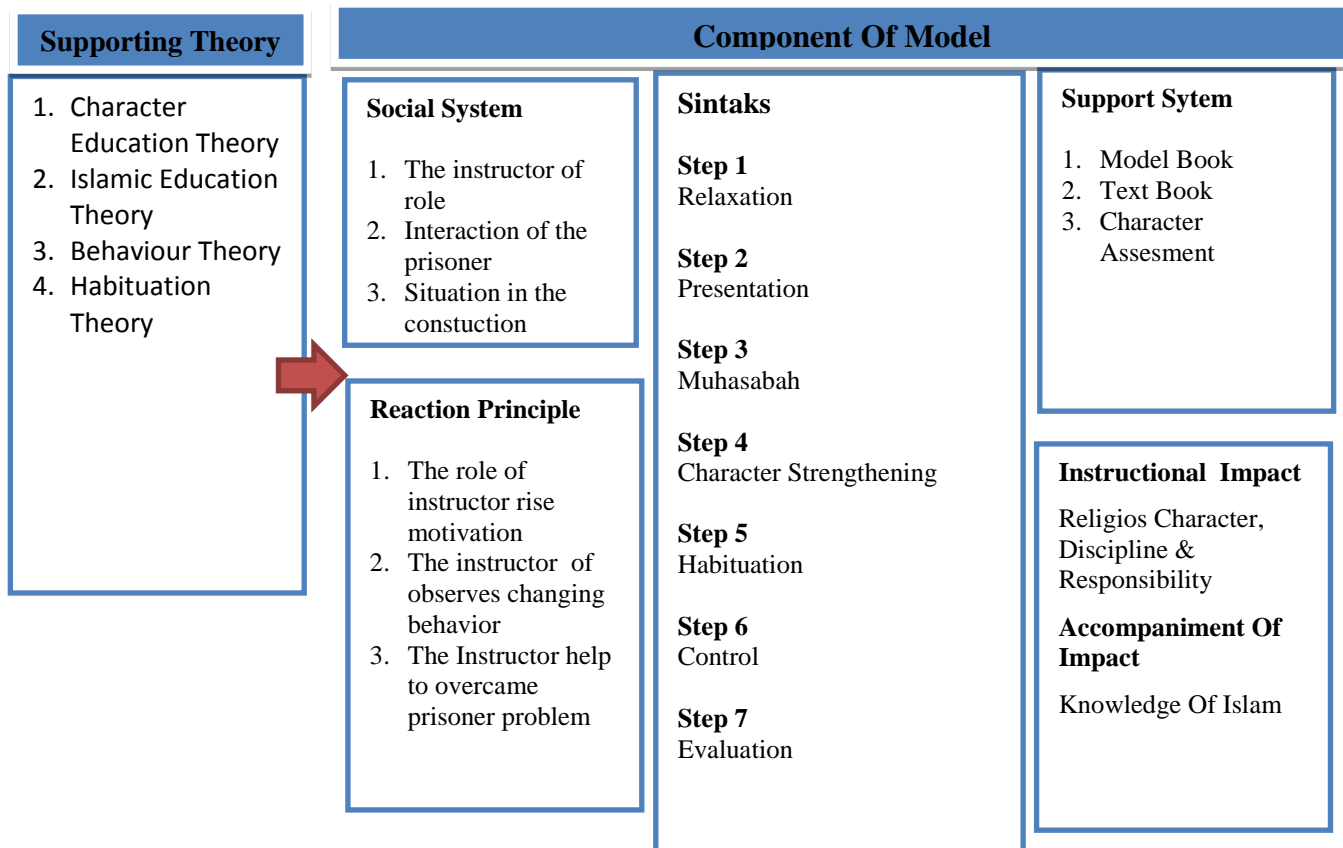 Supporting Theory
1. Character
Education Theory
2. Islamic Education
Theory
3. Behaviour Theory
4. Habituation
Theory
Component Of Model
Social System
1. The instructor of
role
2. Interaction of the
prisoner
3. Situation in the
constuction
Reaction Principle
1. The role of
instructor rise
motivation
2. The instructor of
observes changing
behavior
3. The Instructor help
to overcame
prisoner problem
Sintaks
Step 1
Relaxation
Step 2
Presentation
Step 3
Muhasabah
Step 4
Character Strengthening
Step 5
Habituation
Step 6
Control
Step 7
Evaluation
Support Sytem
1. Model Book
2. Text Book
3. Character
Assesment
Instructional Impact
Religios Character,
Discipline &
Responsibility
Accompaniment Of
Impact
Knowledge Of Islam